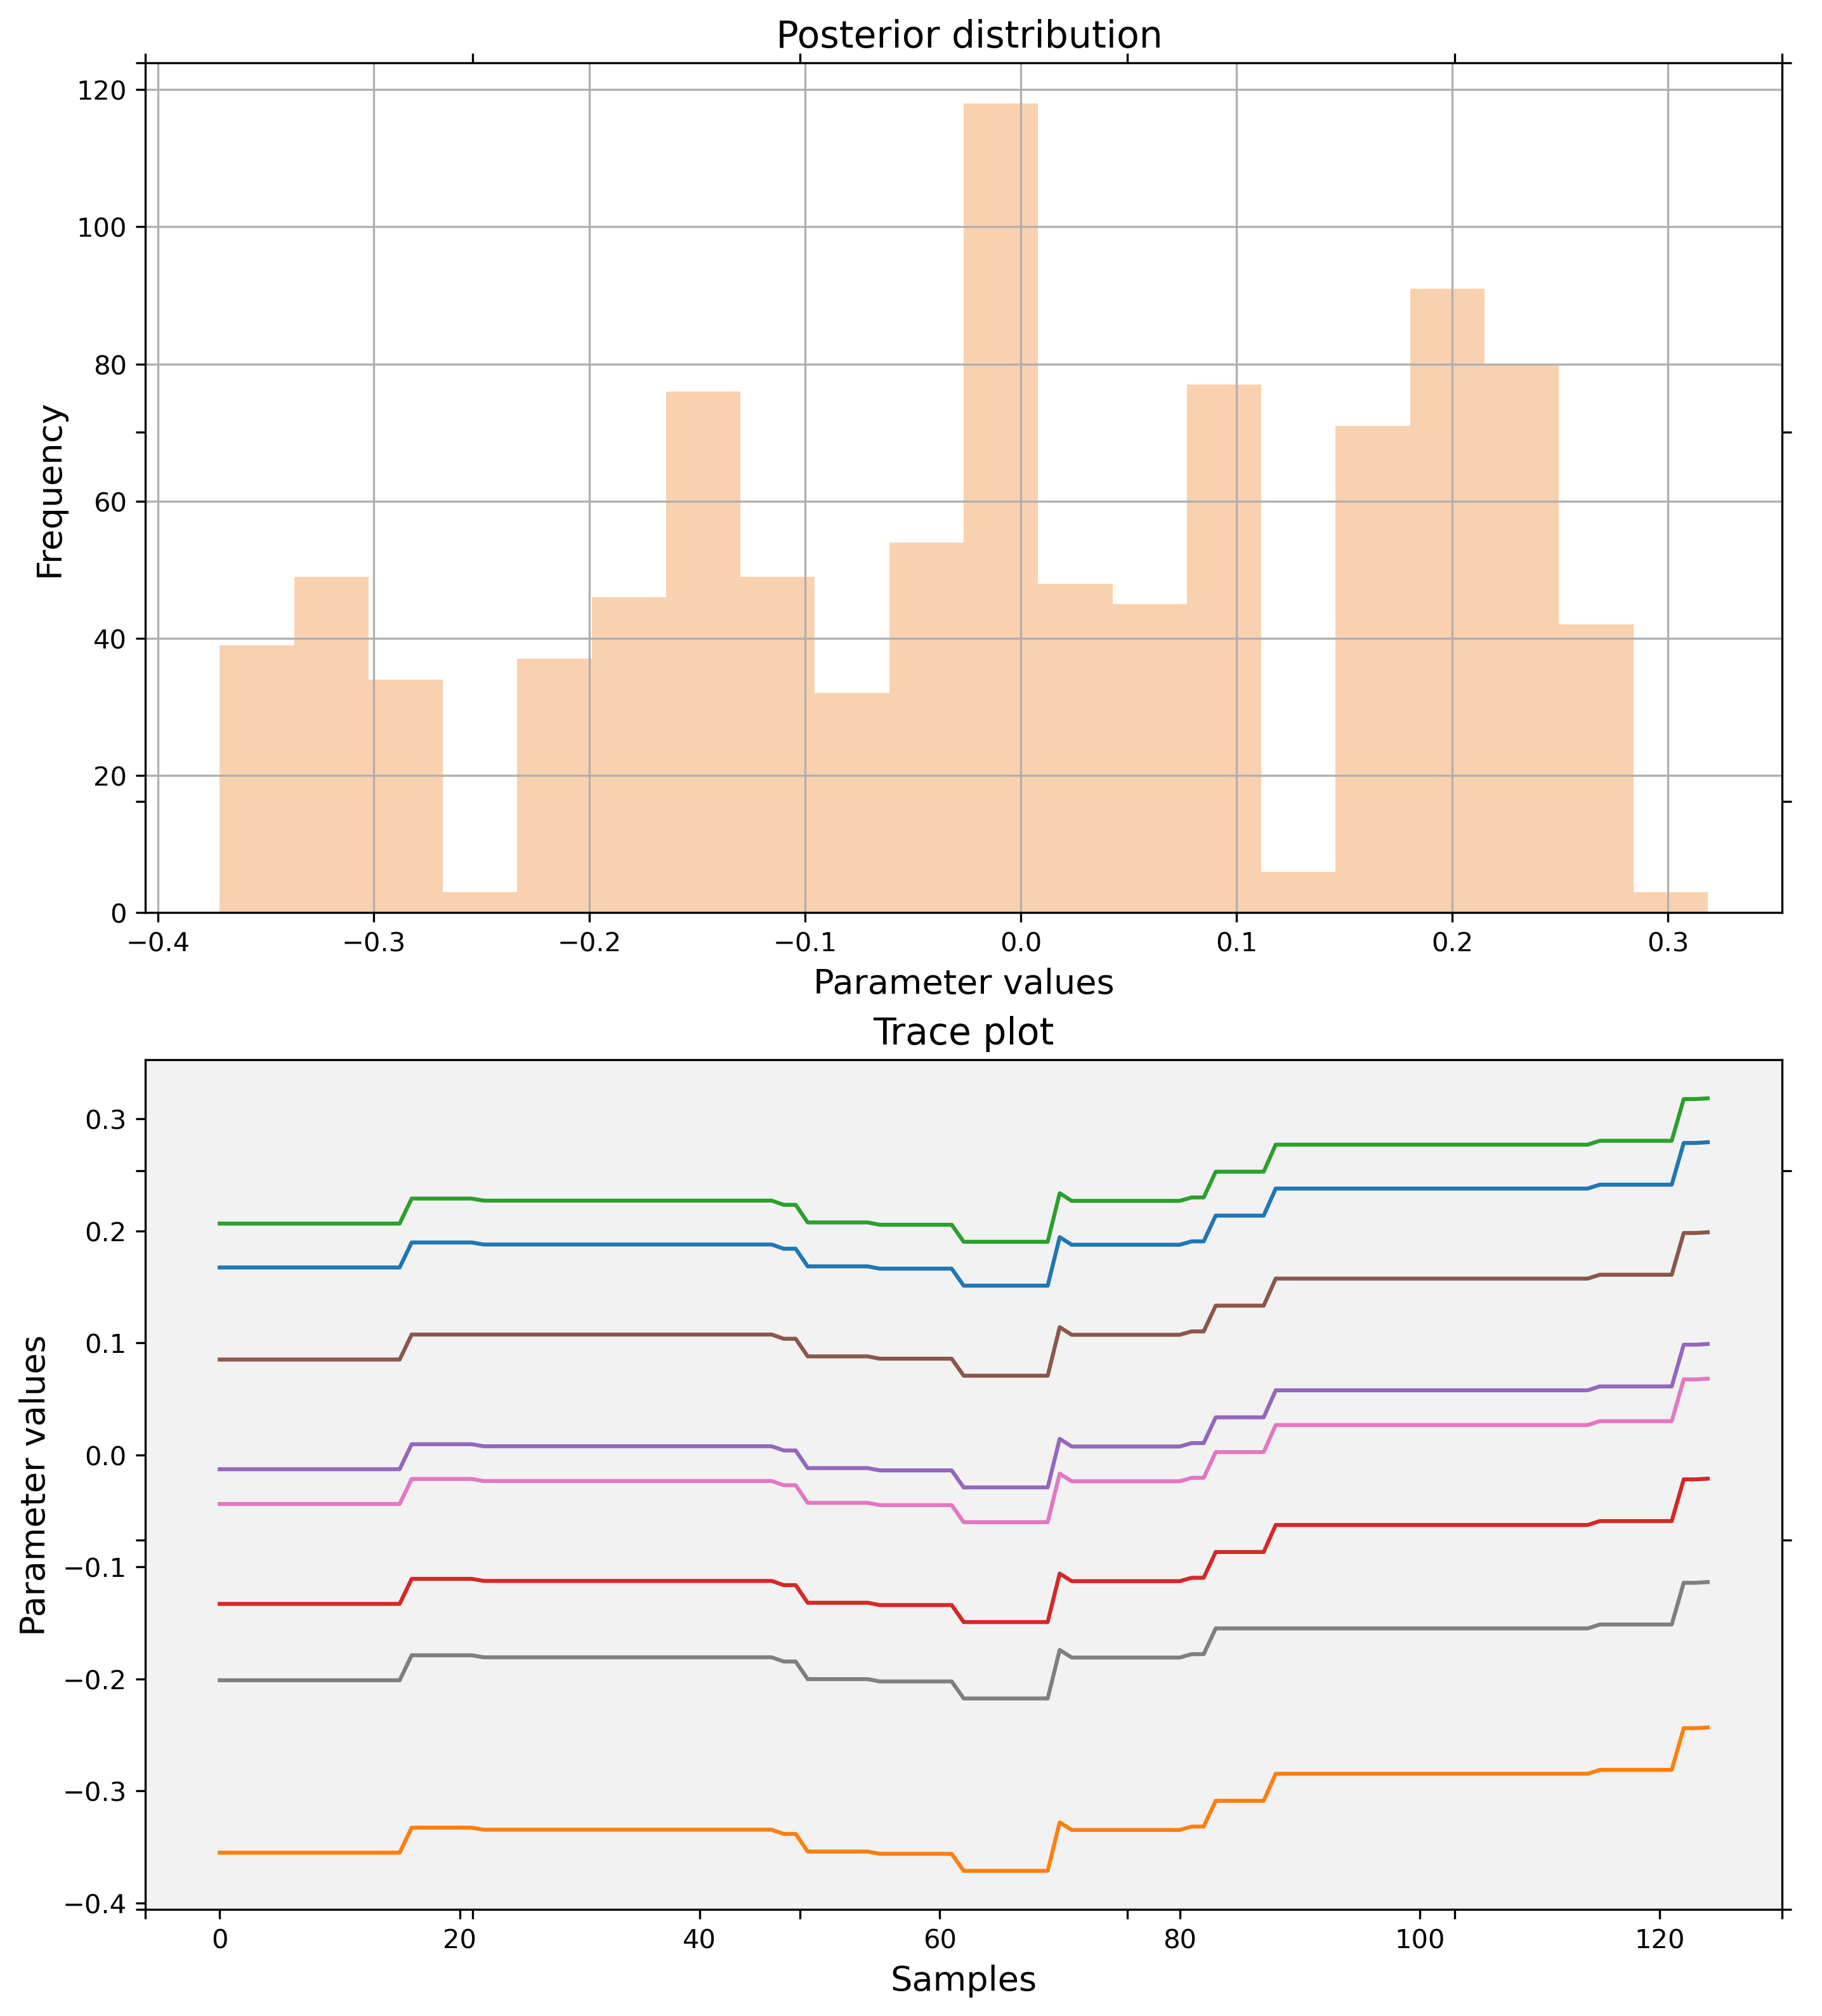 Posterior distribution
120
100
80
60
40
20
0
Frequency
−0.4 −0.3 −0.2 −0.1 0.0 0.1 0.2 0.3
Parameter values
Trace plot
0.3
0.2
0.1
0.0
−0.1
−0.2
−0.3
−0.4
Parameter values
0 20 40 60 80 100 120
Samples